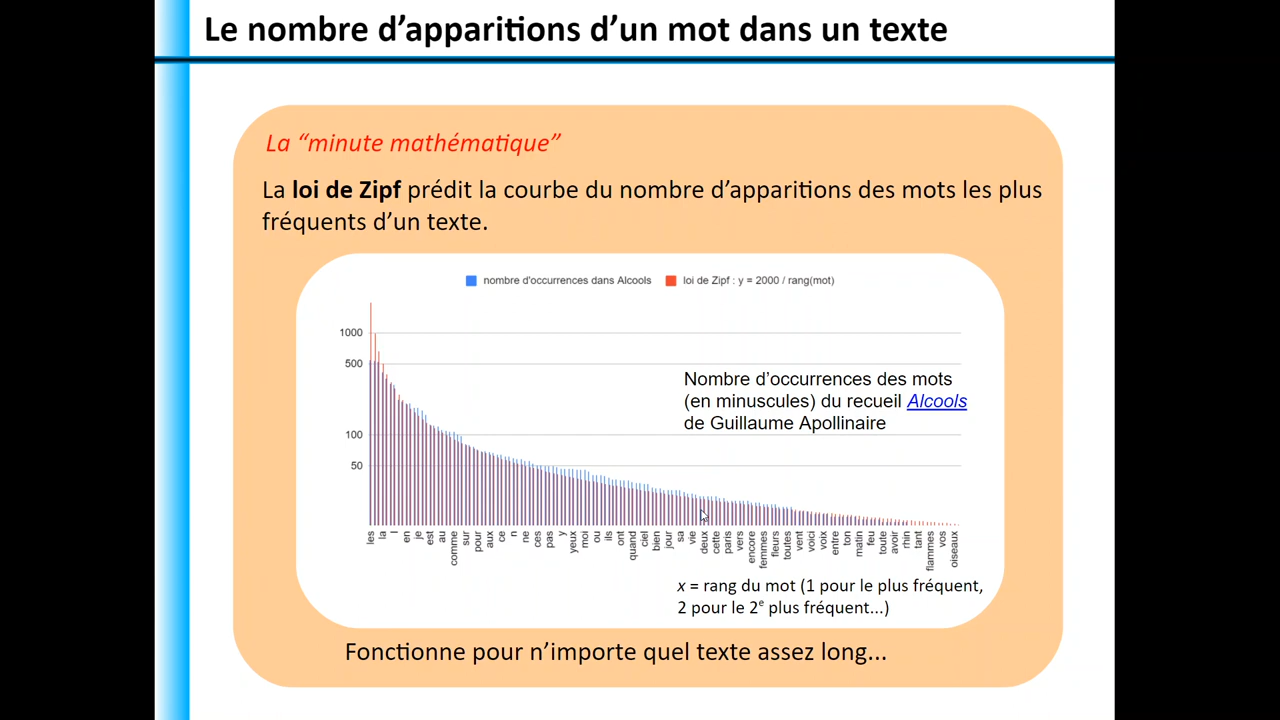 Le nombre d’apparitions d’un mot dans un texte
La “minute mathématique”
La loi de Zipf prédit la courbe du nombre d’apparitions des mots les plus
fréquents d’un texte.
nombre d'occurrences dans Alcools
loi de Zipf : y = 2000 / rang(mot)
1000
500
100
50
Nombre d’occurrences des mots
(en minuscules) du recueil Alcools
de Guillaume Apollinaire
les
la
l
en
je
est
au
comme
sur
pour
aux
ce
n
ne
ces
pas
y
yeux
moi
ou
ils
ont
quand
ciel
bien
jour
sa
vie
deux
cette
paris
vers
encore
femmes
fleurs
toutes
vent
voici
voix
entre
ton
matin
feu
toute
avoir
rhin
tant
flammes
vos
oiseaux
x = rang du mot (1 pour le plus fréquent,
2 pour le 2e plus fréquent...)
Fonctionne pour n’importe quel texte assez long...